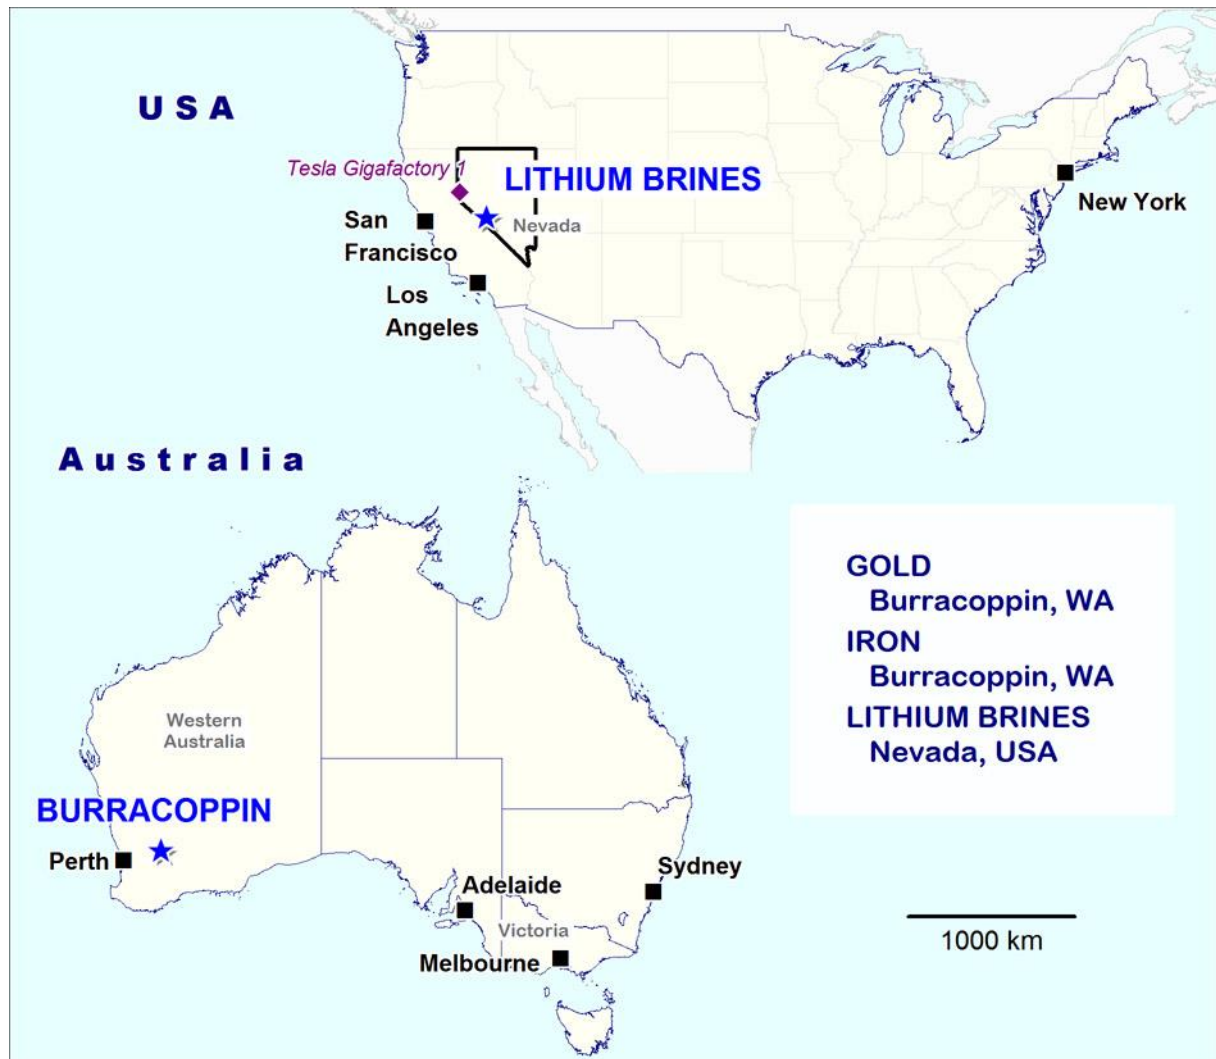 USA
Tesla Gigafactory 1
LITHIUM BRINES
Nevada
San
Francisco
Los
Angeles
New York
Australia
Western
Australia
BURRACOPPIN
Perth
Adelaide
Victoria
Melbourne
Sydney
GOLD
Burracoppin, WA
IRON
Burracoppin, WA
LITHIUM BRINES
Nevada, USA
1000 km